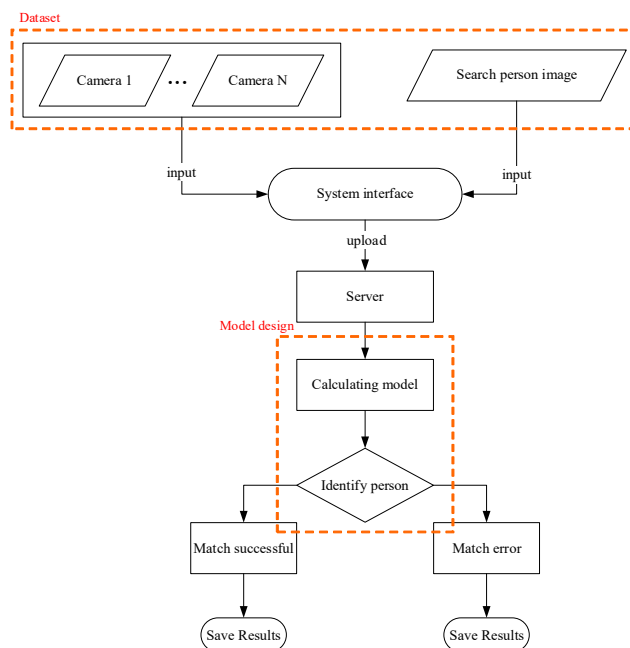 Dataset
Camera 1
...
Camera N
Search person image
input
input
System interface
upload
Server
Model design
Calculating model
Identify person
Match successful
Match error
Save Results
Save Results